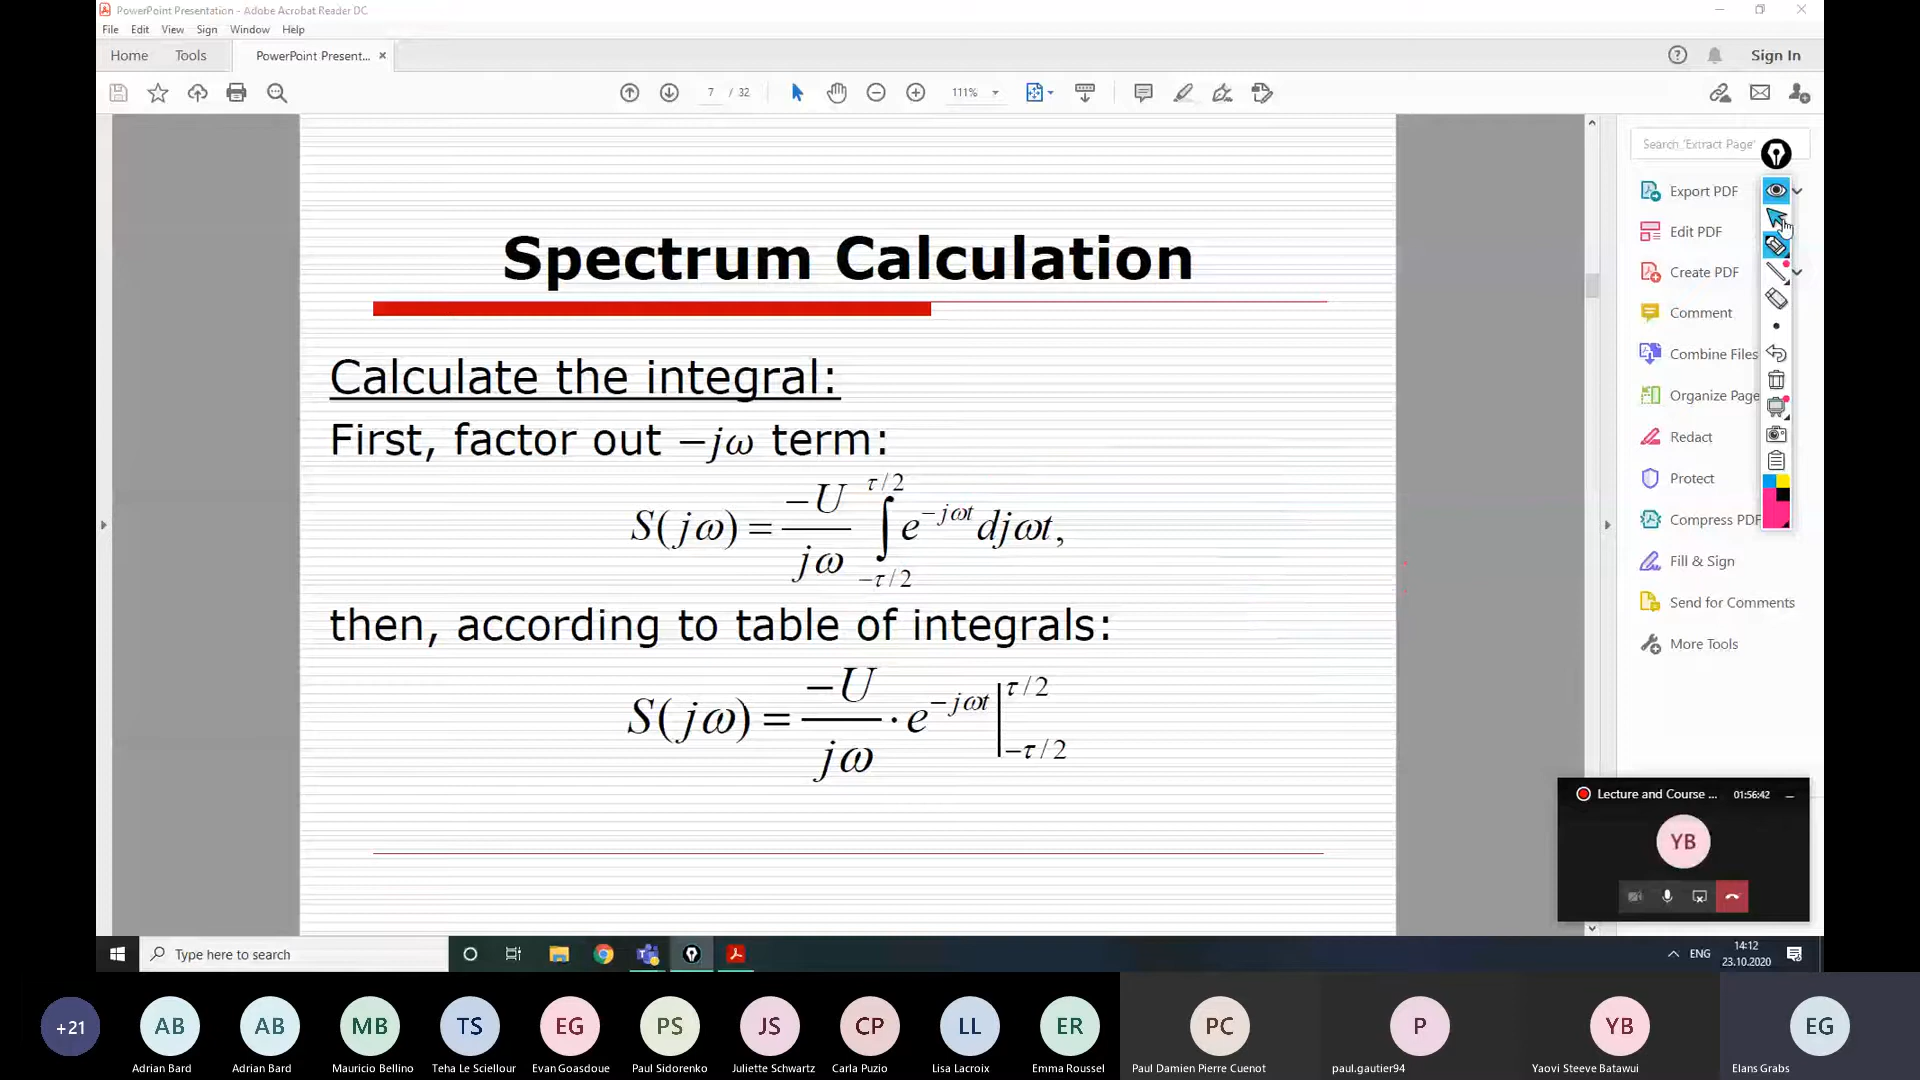 PowerPoint Presentation - Adobe Acrobat Reader DC
File Edit View Sign Window Help
Home Tools PowerPoint Present... ×
Sign In
7 / 32
111%
Search 'Extract Page'
Export PDF
Edit PDF
Create PDF
Comment
Combine Files
Organize Page
Redact
Protect
Compress PDF
Fill & Sign
Send for Comments
More Tools
Spectrum Calculation
Calculate the integral:
First, factor out −jω term:
S(jω) = −U/jω ∫_{−τ/2}^{τ/2} e^{−jωt} djωt,
then, according to table of integrals:
S(jω) = −U/jω · e^{−jωt} |_{−τ/2}^{τ/2}
Lecture and Course ... 01:56:42
YB
Type here to search
ENG
14:12
23.10.2020
+21 AB AB MB TS EG PS JS CP LL ER PC P YB EG
Adrian Bard Adrian Bard Mauricio Bellino Teha Le Sciellour Evan Goasdoue Paul Sidorenko Juliette Schwartz Carla Puzio Lisa Lacroix Emma Roussel Paul Damien Pierre Cuenot paul.gautier94 Yaovi Steeve Batawui Elans Grabs